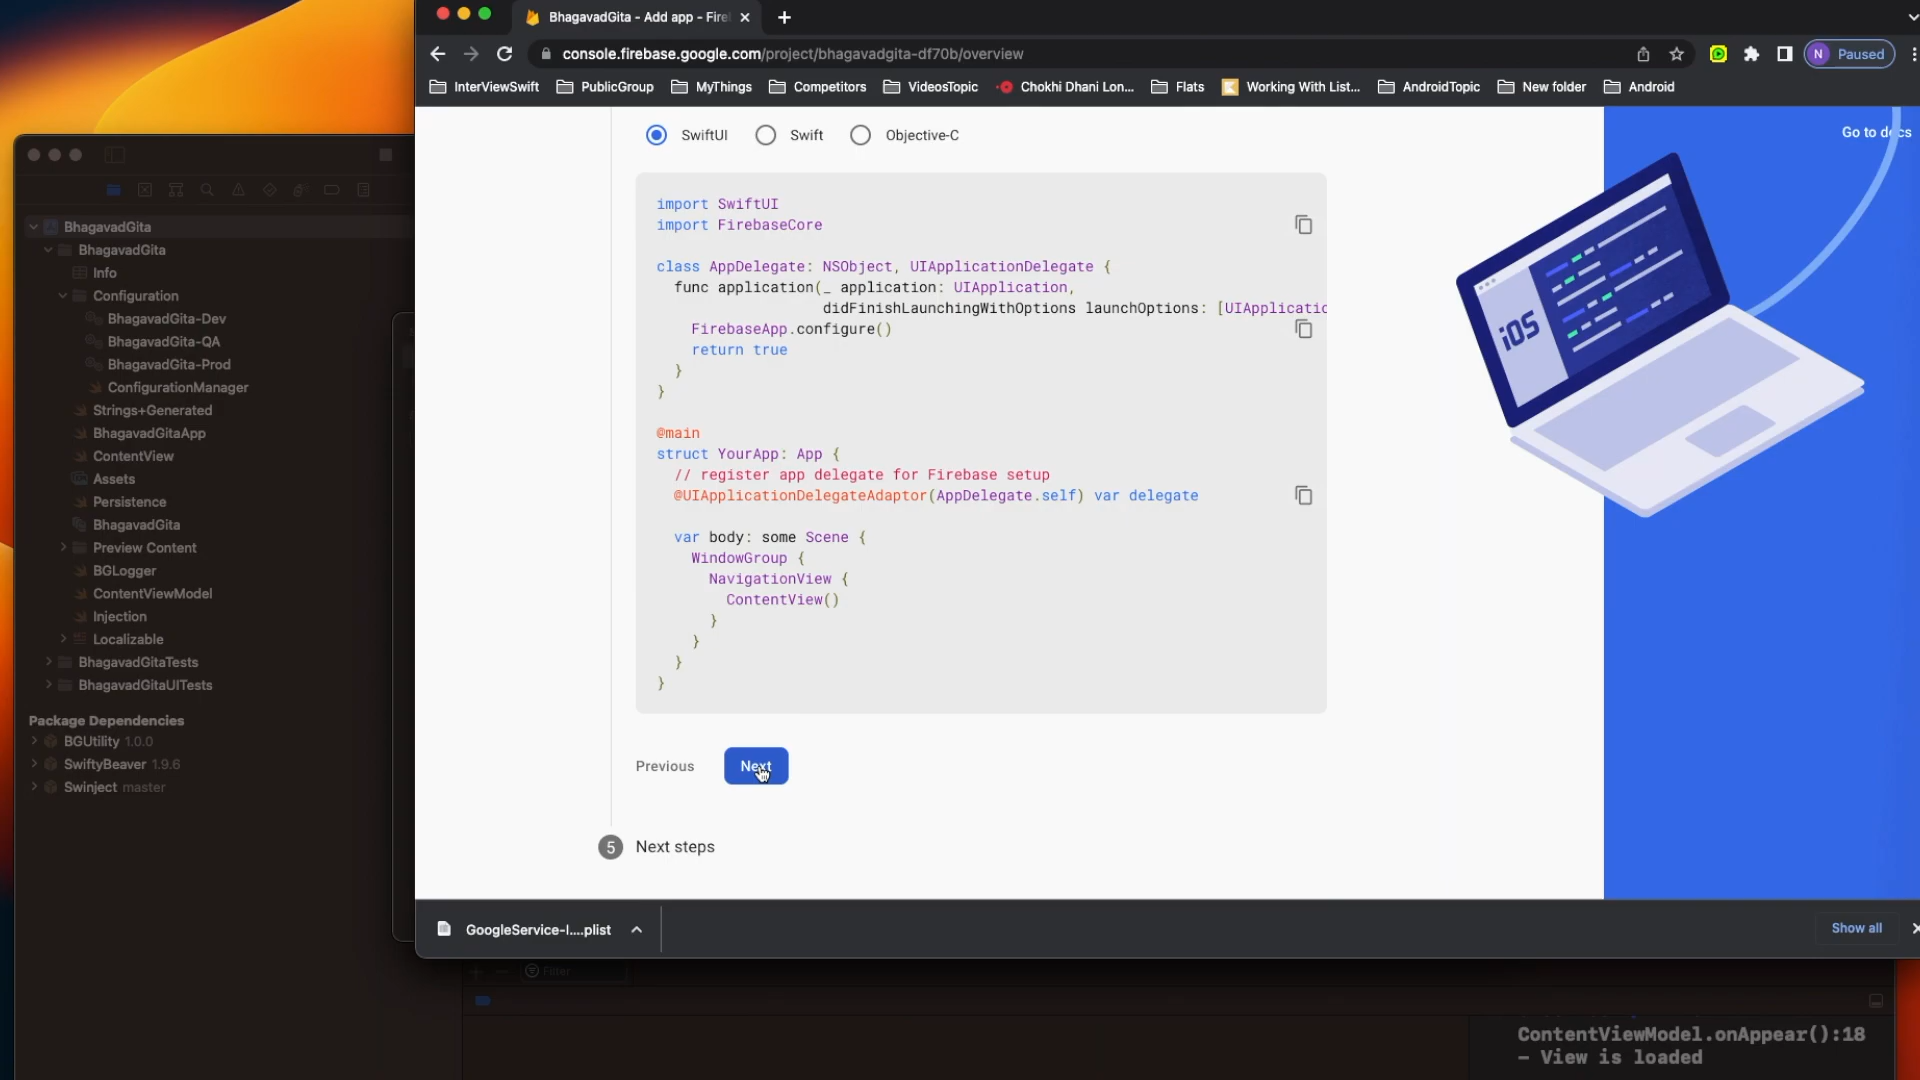 BhagavadGita - Add app - Fire
console.firebase.google.com/project/bhagavadgita-df70b/overview
N Paused
InterViewSwift PublicGroup MyThings Competitors VideosTopic Chokhi Dhani Lon... Flats Working With List... AndroidTopic New folder Android
BhagavadGita
BhagavadGita
Info
Configuration
BhagavadGita-Dev
BhagavadGita-QA
BhagavadGita-Prod
ConfigurationManager
Strings+Generated
BhagavadGitaApp
ContentView
Assets
Persistence
BhagavadGita
Preview Content
BGLogger
ContentViewModel
Injection
Localizable
BhagavadGitaTests
BhagavadGitaUITests
Package Dependencies
BGUtility 1.0.0
SwiftyBeaver 1.9.6
Swinject master
SwiftUI Swift Objective-C
import SwiftUI
import FirebaseCore
class AppDelegate: NSObject, UIApplicationDelegate {
func application(_ application: UIApplication,
didFinishLaunchingWithOptions launchOptions: [UIApplicatio
FirebaseApp.configure()
return true
}
}
@main
struct YourApp: App {
// register app delegate for Firebase setup
@UIApplicationDelegateAdaptor(AppDelegate.self) var delegate
var body: some Scene {
WindowGroup {
NavigationView {
ContentView()
}
}
}
}
Previous Next
5 Next steps
Go to docs
iOS
GoogleService-I....plist
Show all
Filter
ContentViewModel.onAppear():18
- View is loaded